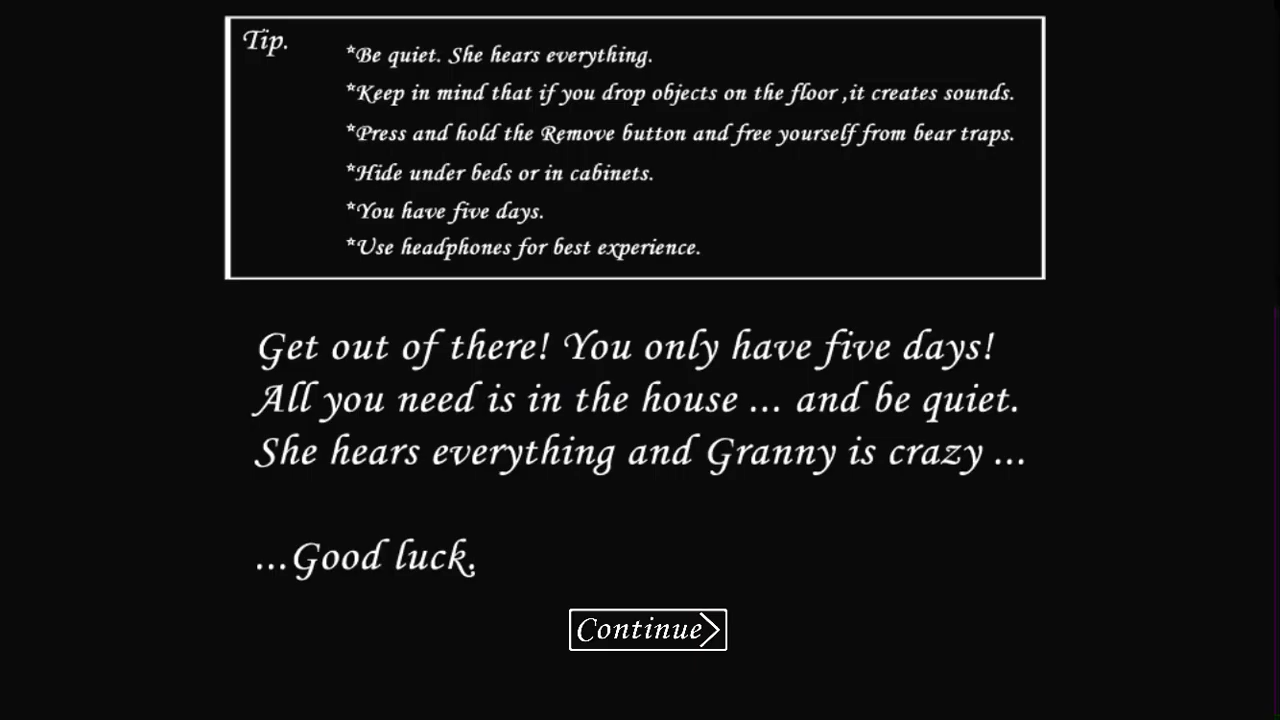 Tip.
*Be quiet. She hears everything.
*Keep in mind that if you drop objects on the floor ,it creates sounds.
*Press and hold the Remove button and free yourself from bear traps.
*Hide under beds or in cabinets.
*You have five days.
*Use headphones for best experience.
Get out of there! You only have five days!
All you need is in the house ... and be quiet.
She hears everything and Granny is crazy ...
...Good luck.
Continue